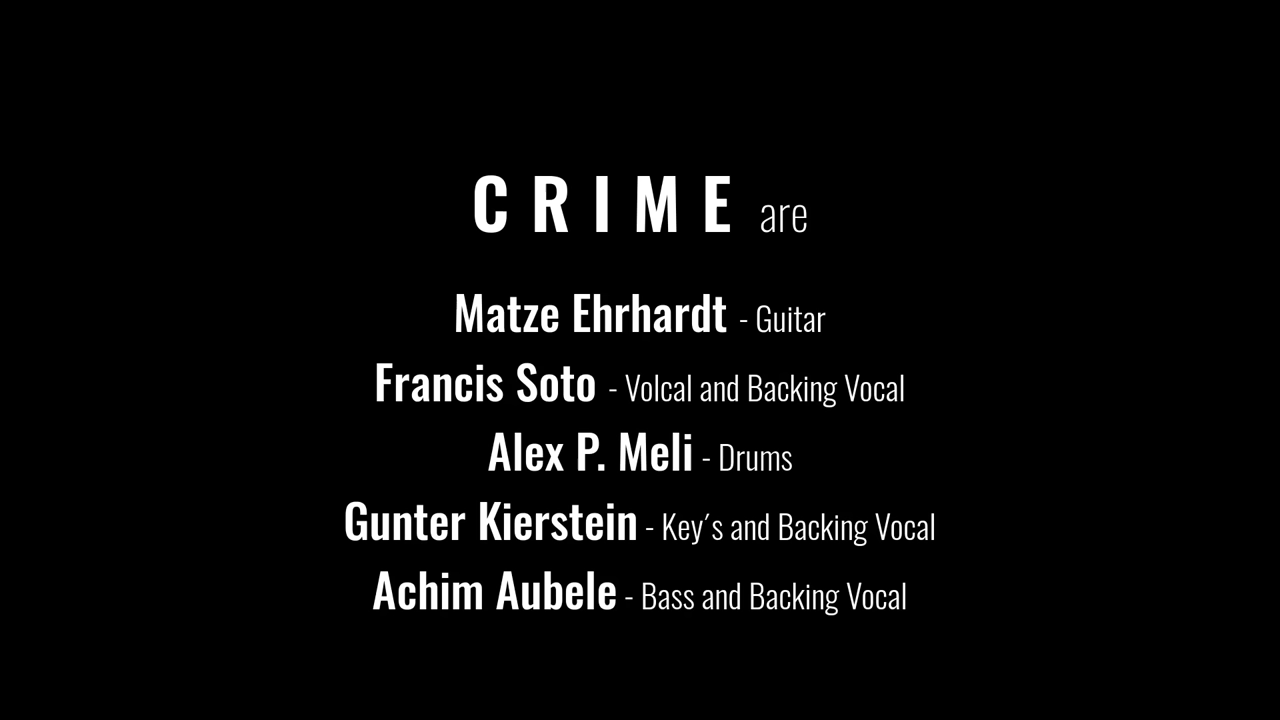 C R I M E are
Matze Ehrhardt - Guitar
Francis Soto - Volcal and Backing Vocal
Alex P. Meli - Drums
Gunter Kierstein - Key´s and Backing Vocal
Achim Aubele - Bass and Backing Vocal